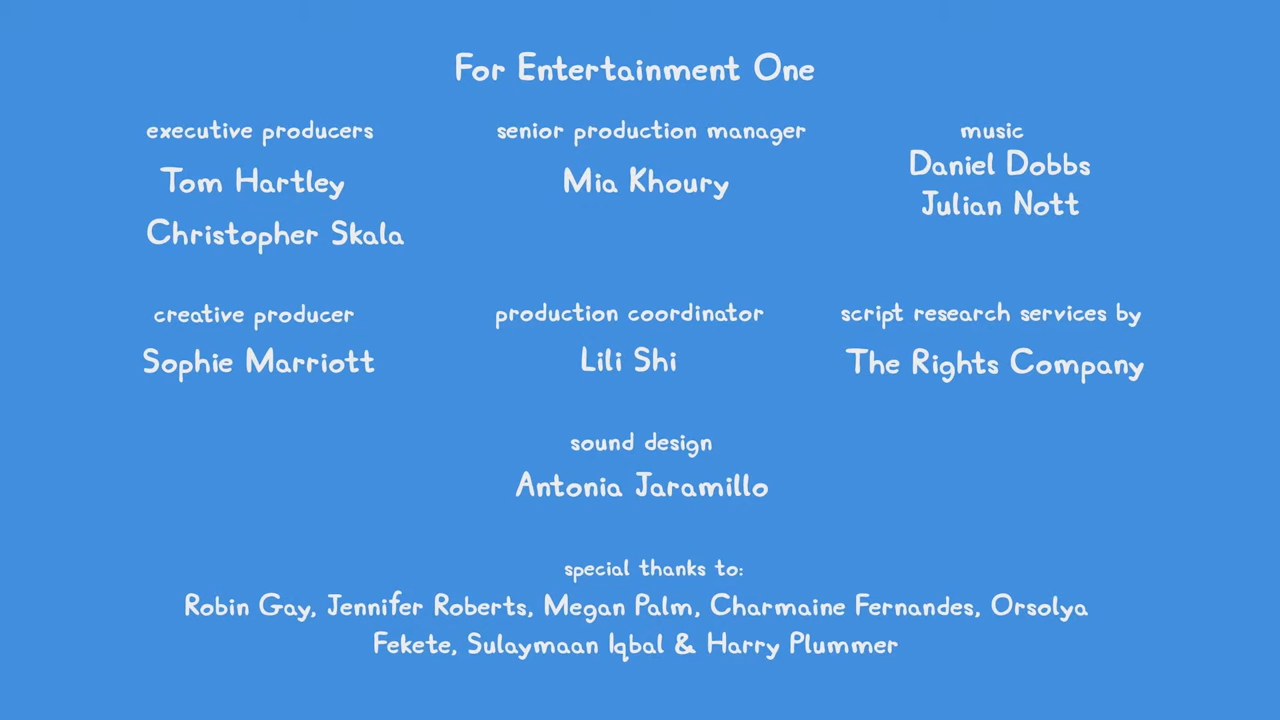 For Entertainment One
executive producers
Tom Hartley
Christopher Skala
senior production manager
Mia Khoury
music
Daniel Dobbs
Julian Nott
creative producer
Sophie Marriott
production coordinator
Lili Shi
script research services by
The Rights Company
sound design
Antonia Jaramillo
special thanks to:
Robin Gay, Jennifer Roberts, Megan Palm, Charmaine Fernandes, Orsolya
Fekete, Sulaymaan Iqbal & Harry Plummer